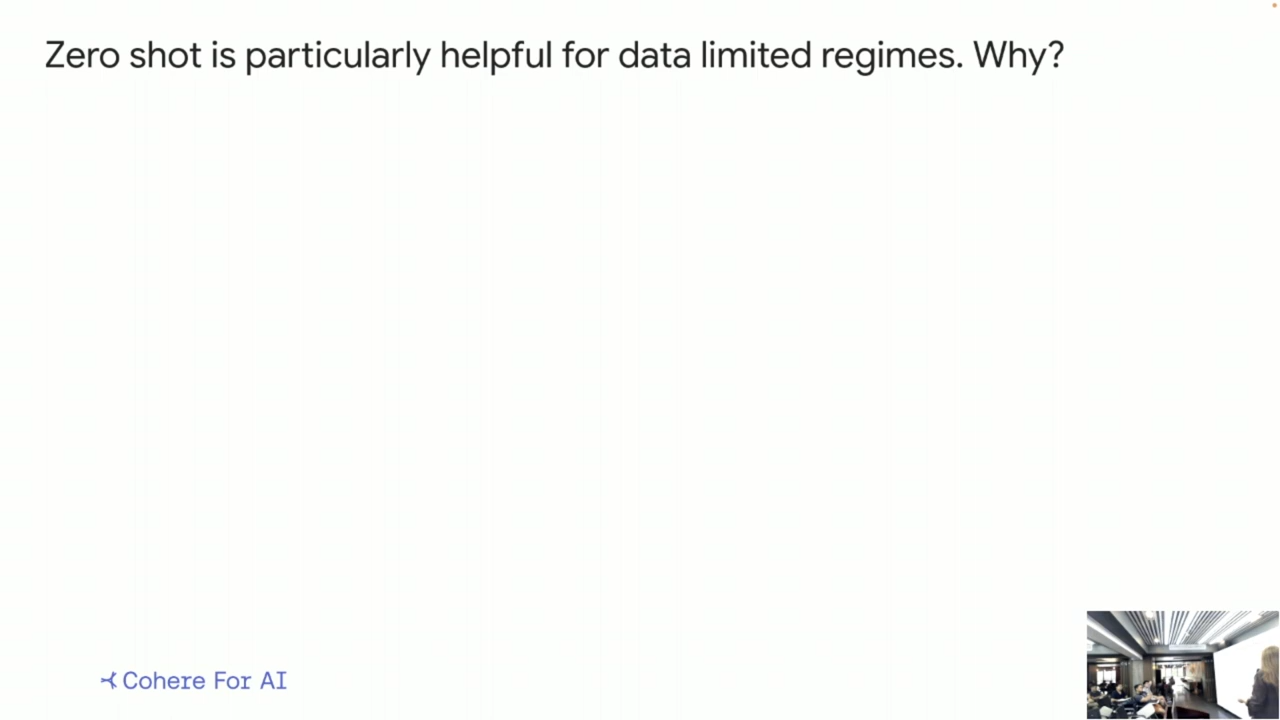 Zero shot is particularly helpful for data limited regimes. Why?
Cohere For AI